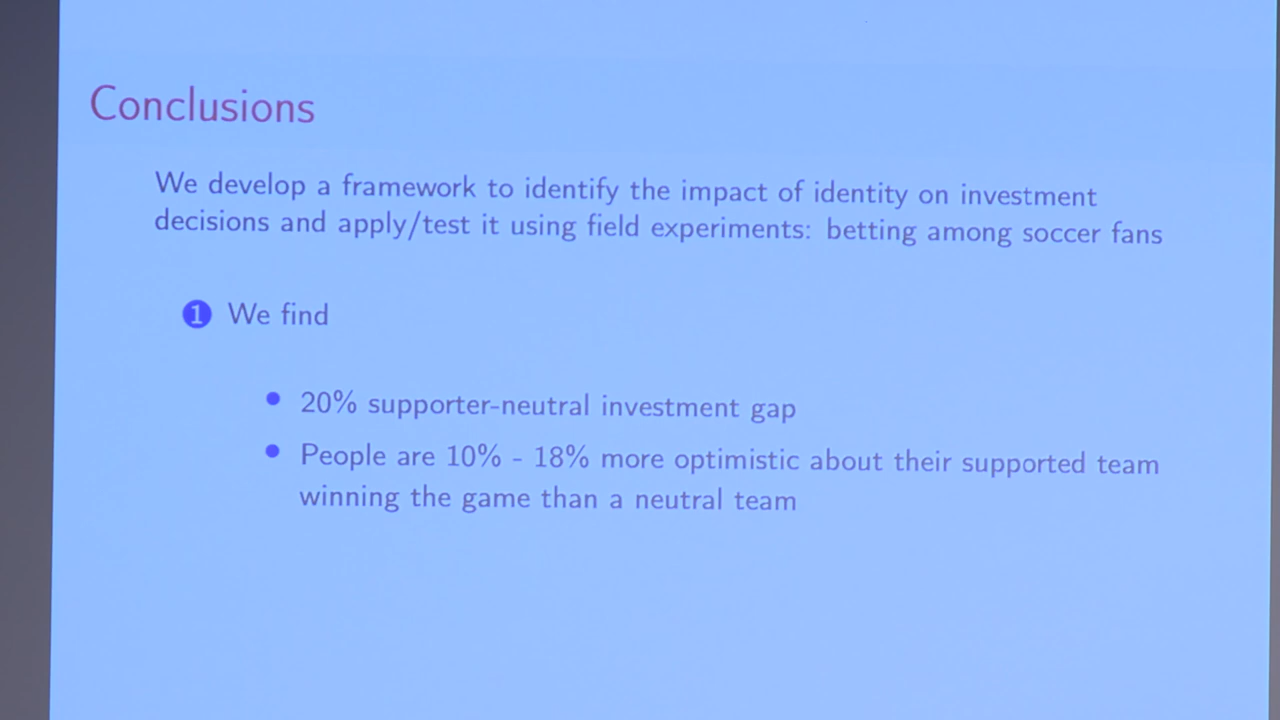 Conclusions
We develop a framework to identify the impact of identity on investment
decisions and apply/test it using field experiments: betting among soccer fans
1 We find
• 20% supporter-neutral investment gap
• People are 10% - 18% more optimistic about their supported team
winning the game than a neutral team